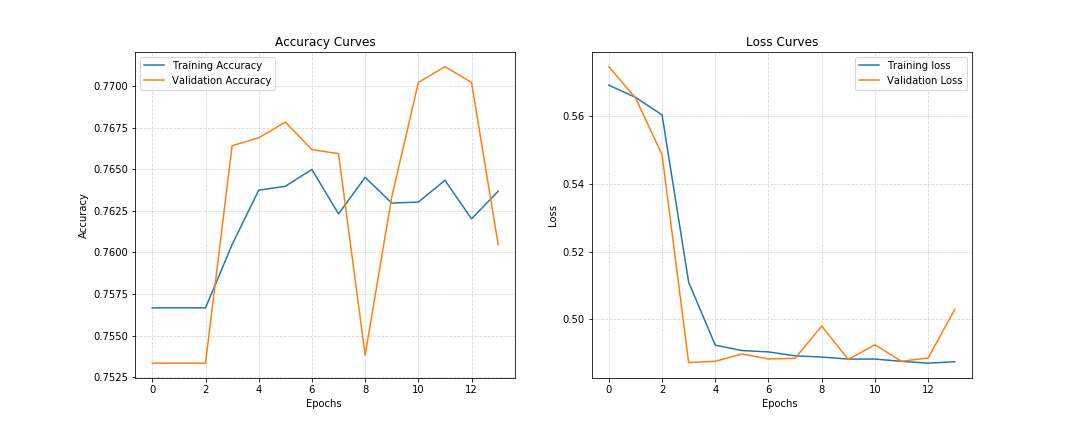 Accuracy Curves
Training Accuracy
Validation Accuracy
0.7700
0.7675
0.7650
0.7625
0.7600
0.7575
0.7550
0.7525
Accuracy
0 2 4 6 8 10 12
Epochs
Loss Curves
Training loss
Validation Loss
0.56
0.54
0.52
0.50
Loss
0 2 4 6 8 10 12
Epochs